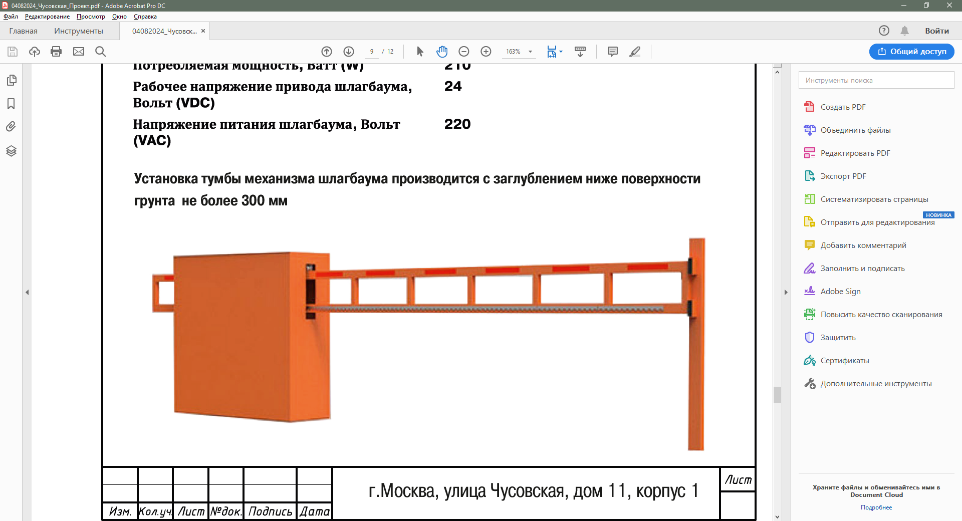 04082024_Чусовская_Проект.pdf - Adobe Acrobat Pro DC
Файл Редактирование Просмотр Окно Справка
Главная Инструменты 04082024_Чусовск... × Войти
9 / 12 163% Общий доступ
Потребляемая мощность, Ватт (W) 210
Рабочее напряжение привода шлагбаума, 24
Вольт (VDC)
Напряжение питания шлагбаума, Вольт 220
(VAC)
Установка тумбы механизма шлагбаума производится с заглублением ниже поверхности
грунта не более 300 мм
Изм. Кол.уч. Лист №док. Подпись Дата
г.Москва, улица Чусовская, дом 11, корпус 1
Лист
Инструменты поиска
Создать PDF
Объединить файлы
Редактировать PDF
Экспорт PDF
Систематизировать страницы
НОВИНКА
Отправить для редактирования
Добавить комментарий
Заполнить и подписать
Adobe Sign
Повысить качество сканирования
Защитить
Сертификаты
Дополнительные инструменты
Храните файлы и обменивайтесь ими в
Document Cloud
Подробнее